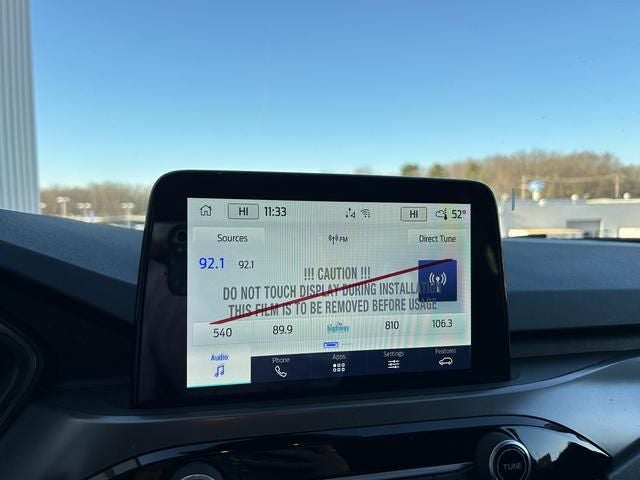 HI 11:33 HI 52°
Sources FM Direct Tune
92.1 92.1
!!! CAUTION !!!
DO NOT TOUCH DISPLAY DURING INSTALLATION
THIS FILM IS TO BE REMOVED BEFORE USAGE
540 89.9 the highway 810 106.3
Audio Phone Apps Settings Features
TUNE